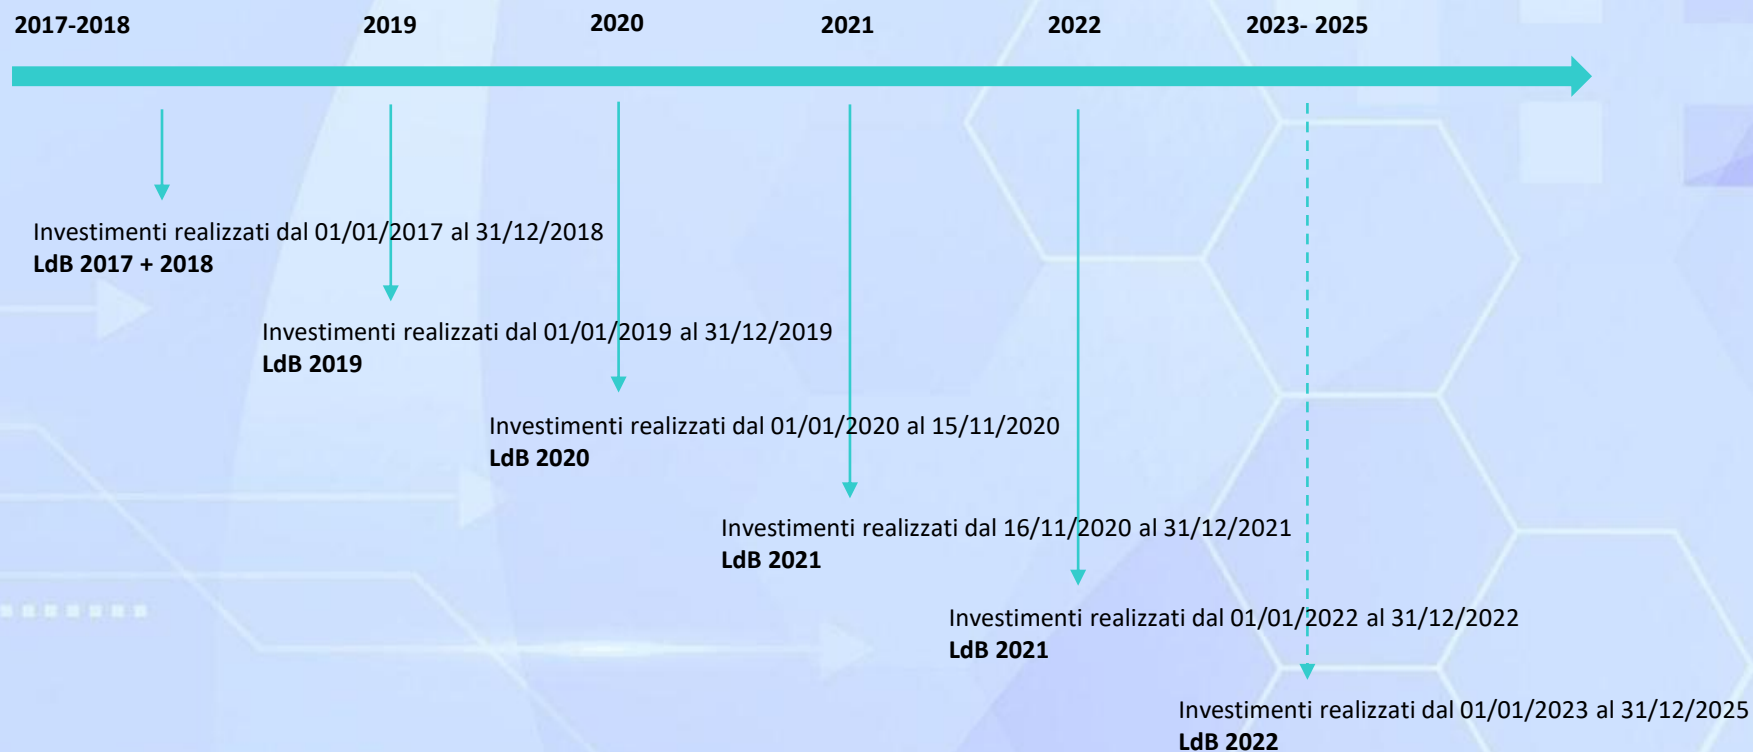 2017-2018
2019
2020
2021
2022
2023- 2025
Investimenti realizzati dal 01/01/2017 al 31/12/2018
LdB 2017 + 2018
Investimenti realizzati dal 01/01/2019 al 31/12/2019
LdB 2019
Investimenti realizzati dal 01/01/2020 al 15/11/2020
LdB 2020
Investimenti realizzati dal 16/11/2020 al 31/12/2021
LdB 2021
Investimenti realizzati dal 01/01/2022 al 31/12/2022
LdB 2021
Investimenti realizzati dal 01/01/2023 al 31/12/2025
LdB 2022